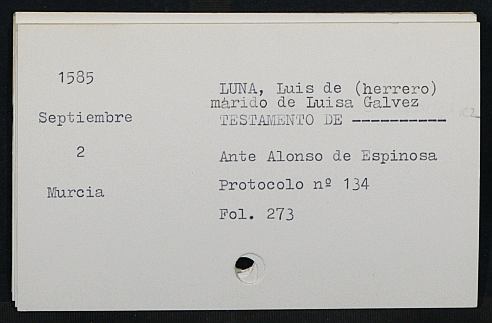 1585
Septiembre
2
Murcia
LUNA, Luis de (herrero)
marido de Luisa Galvez
TESTAMENTO DE ----------
Ante Alonso de Espinosa
Protocolo nº 134
Fol. 273